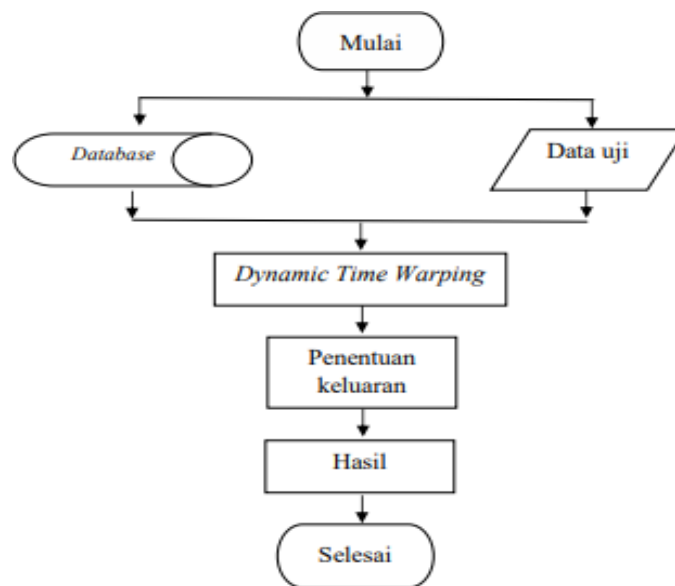 Mulai
Database
Data uji
Dynamic Time Warping
Penentuan
keluaran
Hasil
Selesai